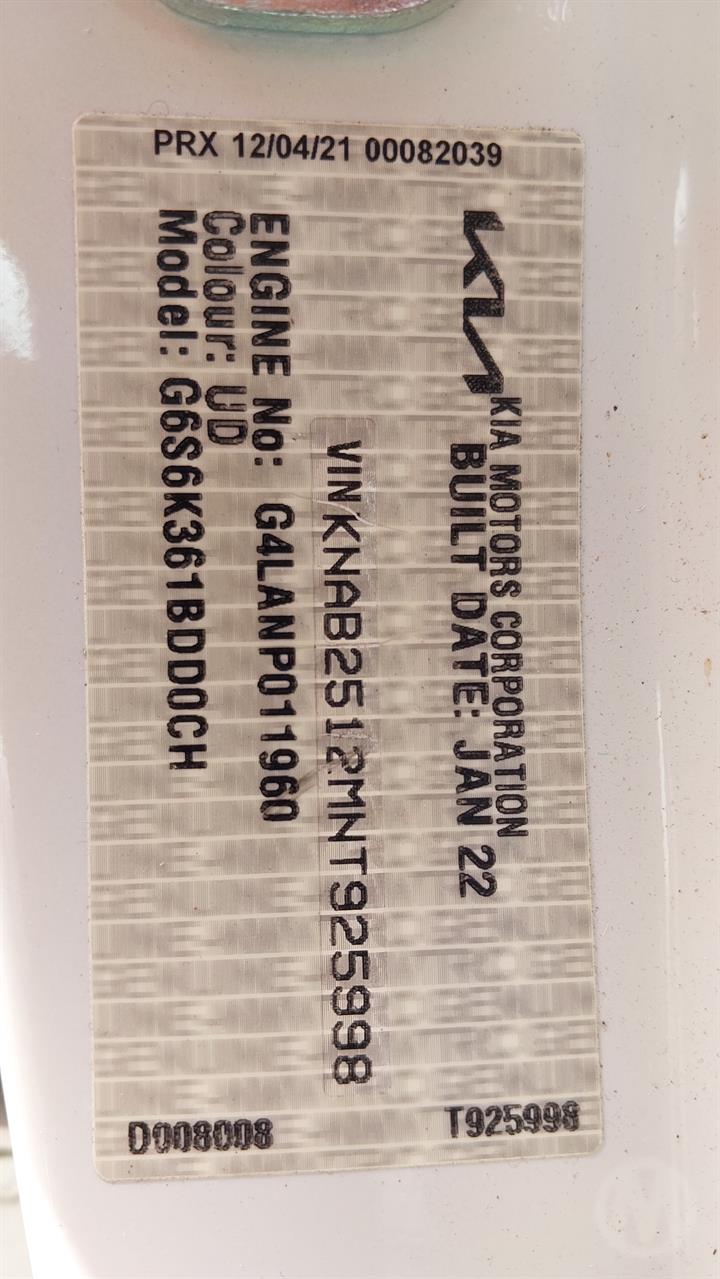 PRX 12/04/21 00082039
KIA
KIA MOTORS CORPORATION
BUILT DATE: JAN 22
VIN KNAB2512MNT925998
ENGINE No: G4LANP011960
Colour: UD
Model: G6S6K361BDD0CH
D008008
T925998